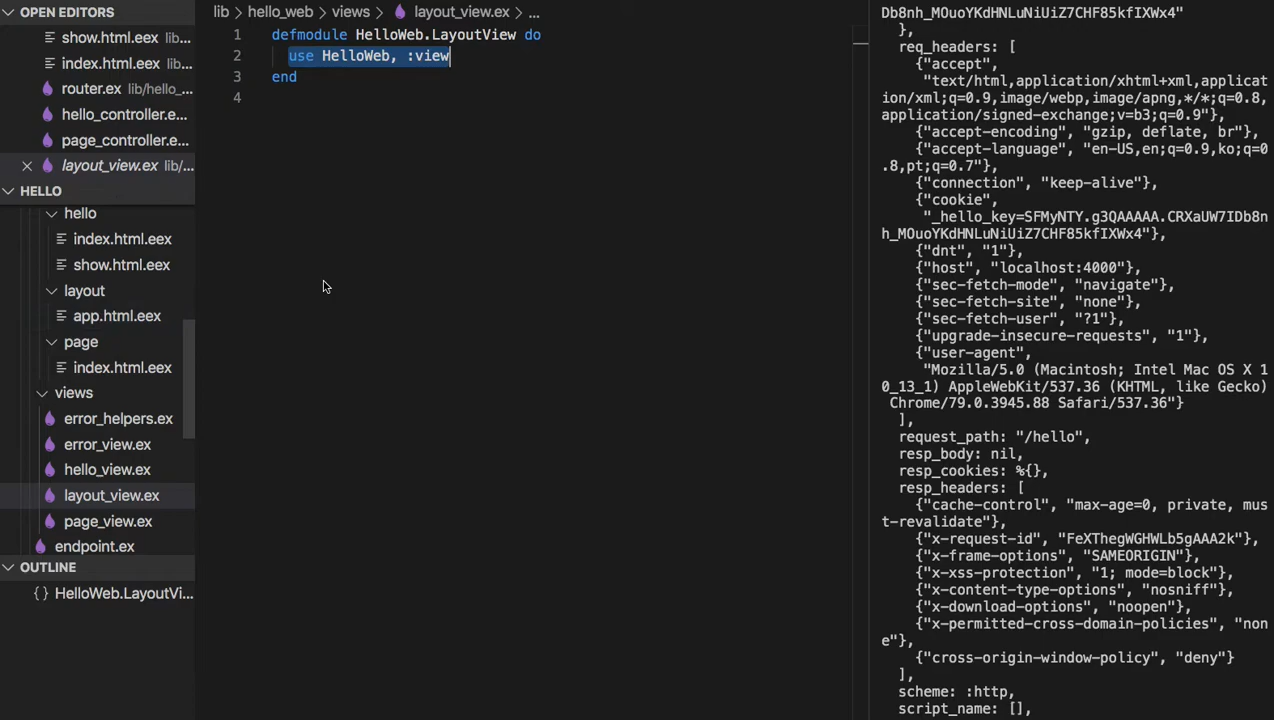 OPEN EDITORS
show.html.eex lib...
index.html.eex lib...
router.ex lib/hello_...
hello_controller.e...
page_controller.e...
layout_view.ex lib/...
HELLO
hello
index.html.eex
show.html.eex
layout
app.html.eex
page
index.html.eex
views
error_helpers.ex
error_view.ex
hello_view.ex
layout_view.ex
page_view.ex
endpoint.ex
OUTLINE
{} HelloWeb.LayoutVi...
lib › hello_web › views › layout_view.ex › ...
1 defmodule HelloWeb.LayoutView do
2 use HelloWeb, :view
3 end
4
Db8nh_MOuoYKdHNLuNiUiZ7CHF85kfIXWx4"
},
req_headers: [
{"accept",
"text/html,application/xhtml+xml,applicat
ion/xml;q=0.9,image/webp,image/apng,*/*;q=0.8,
application/signed-exchange;v=b3;q=0.9"},
{"accept-encoding", "gzip, deflate, br"},
{"accept-language", "en-US,en;q=0.9,ko;q=0
.8,pt;q=0.7"},
{"connection", "keep-alive"},
{"cookie",
"_hello_key=SFMyNTY.g3QAAAAA.CRXaUW7IDb8n
h_MOuoYKdHNLuNiUiZ7CHF85kfIXWx4"},
{"dnt", "1"},
{"host", "localhost:4000"},
{"sec-fetch-mode", "navigate"},
{"sec-fetch-site", "none"},
{"sec-fetch-user", "?1"},
{"upgrade-insecure-requests", "1"},
{"user-agent",
"Mozilla/5.0 (Macintosh; Intel Mac OS X 1
0_13_1) AppleWebKit/537.36 (KHTML, like Gecko)
Chrome/79.0.3945.88 Safari/537.36"}
],
request_path: "/hello",
resp_body: nil,
resp_cookies: %{},
resp_headers: [
{"cache-control", "max-age=0, private, mus
t-revalidate"},
{"x-request-id", "FeXThegWGHWLb5gAAA2k"},
{"x-frame-options", "SAMEORIGIN"},
{"x-xss-protection", "1; mode=block"},
{"x-content-type-options", "nosniff"},
{"x-download-options", "noopen"},
{"x-permitted-cross-domain-policies", "non
e"},
{"cross-origin-window-policy", "deny"}
],
scheme: :http,
script_name: [],